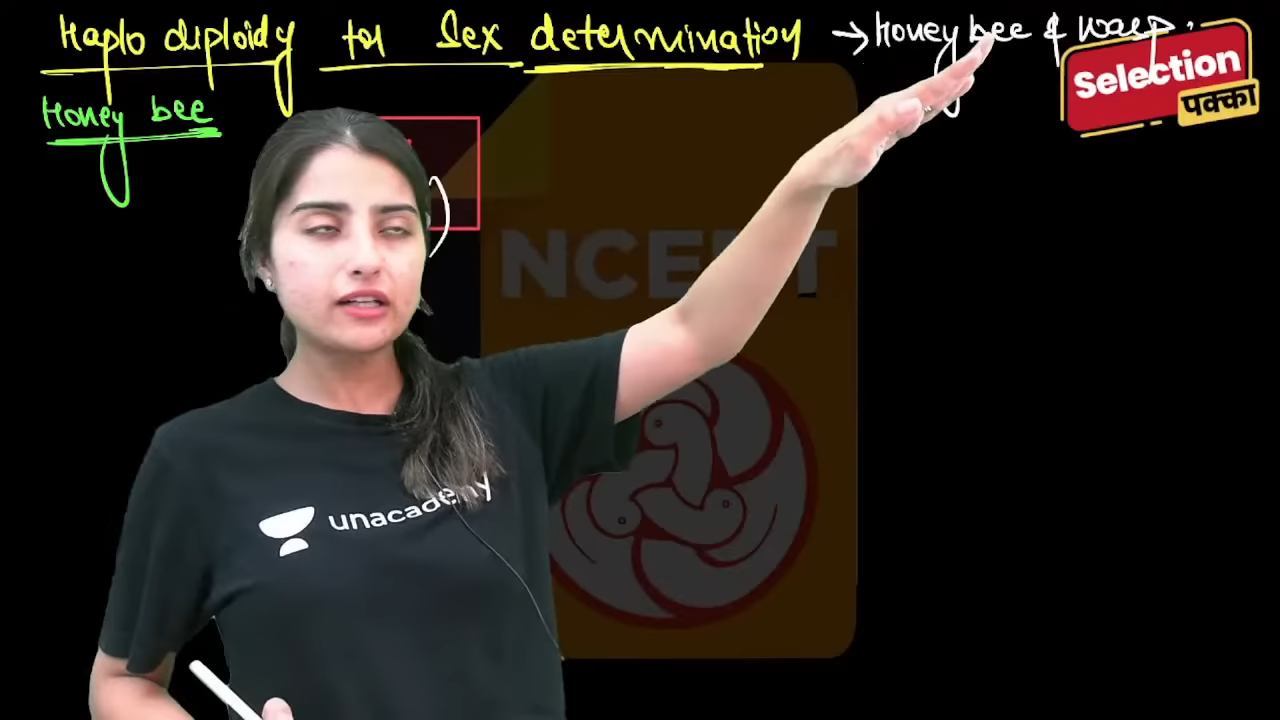 Haplo diploidy for Sex determination → Honey bee & wasp
Selection
पक्का
Honey bee
NCERT
unacademy